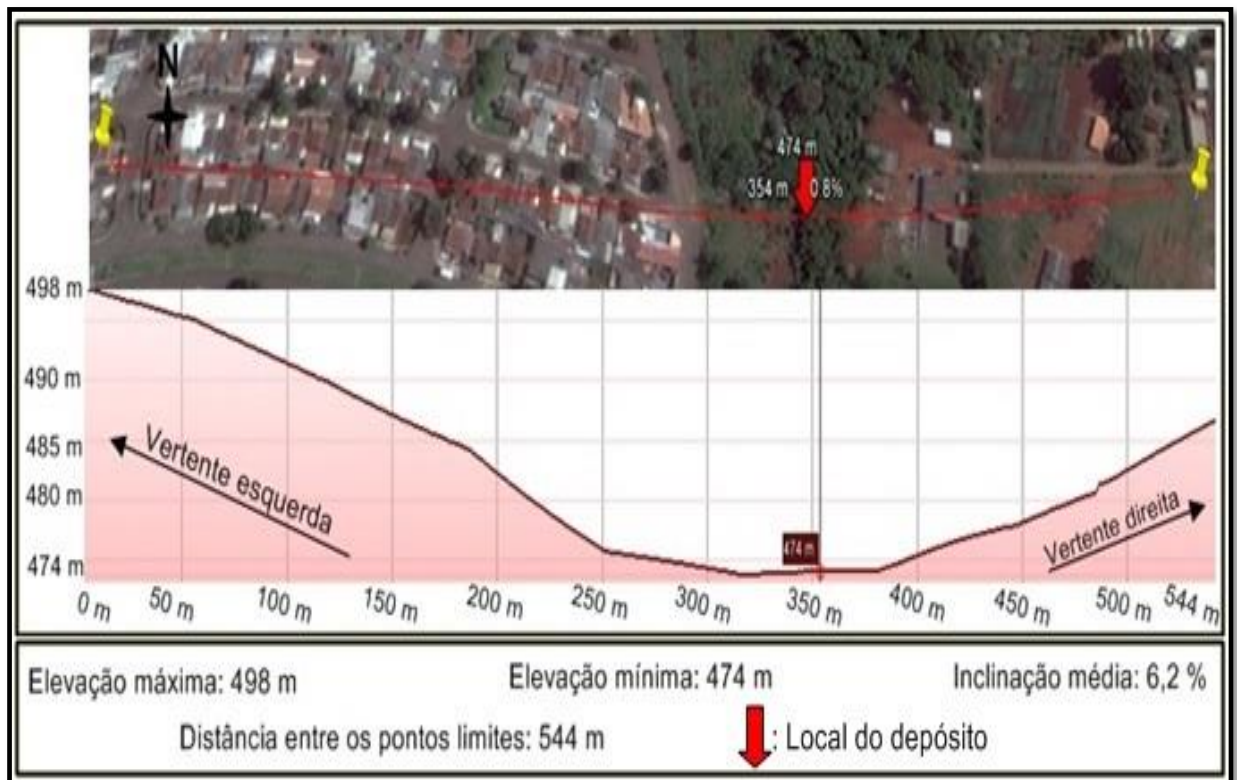 N
474 m
354 m 0.8%
498 m
490 m
485 m
480 m
474 m
Vertente esquerda
474 m
Vertente direita
0 m 50 m 100 m 150 m 200 m 250 m 300 m 350 m 400 m 450 m 500 m 544 m
Elevação máxima: 498 m Elevação mínima: 474 m Inclinação média: 6,2 %
Distância entre os pontos limites: 544 m : Local do depósito